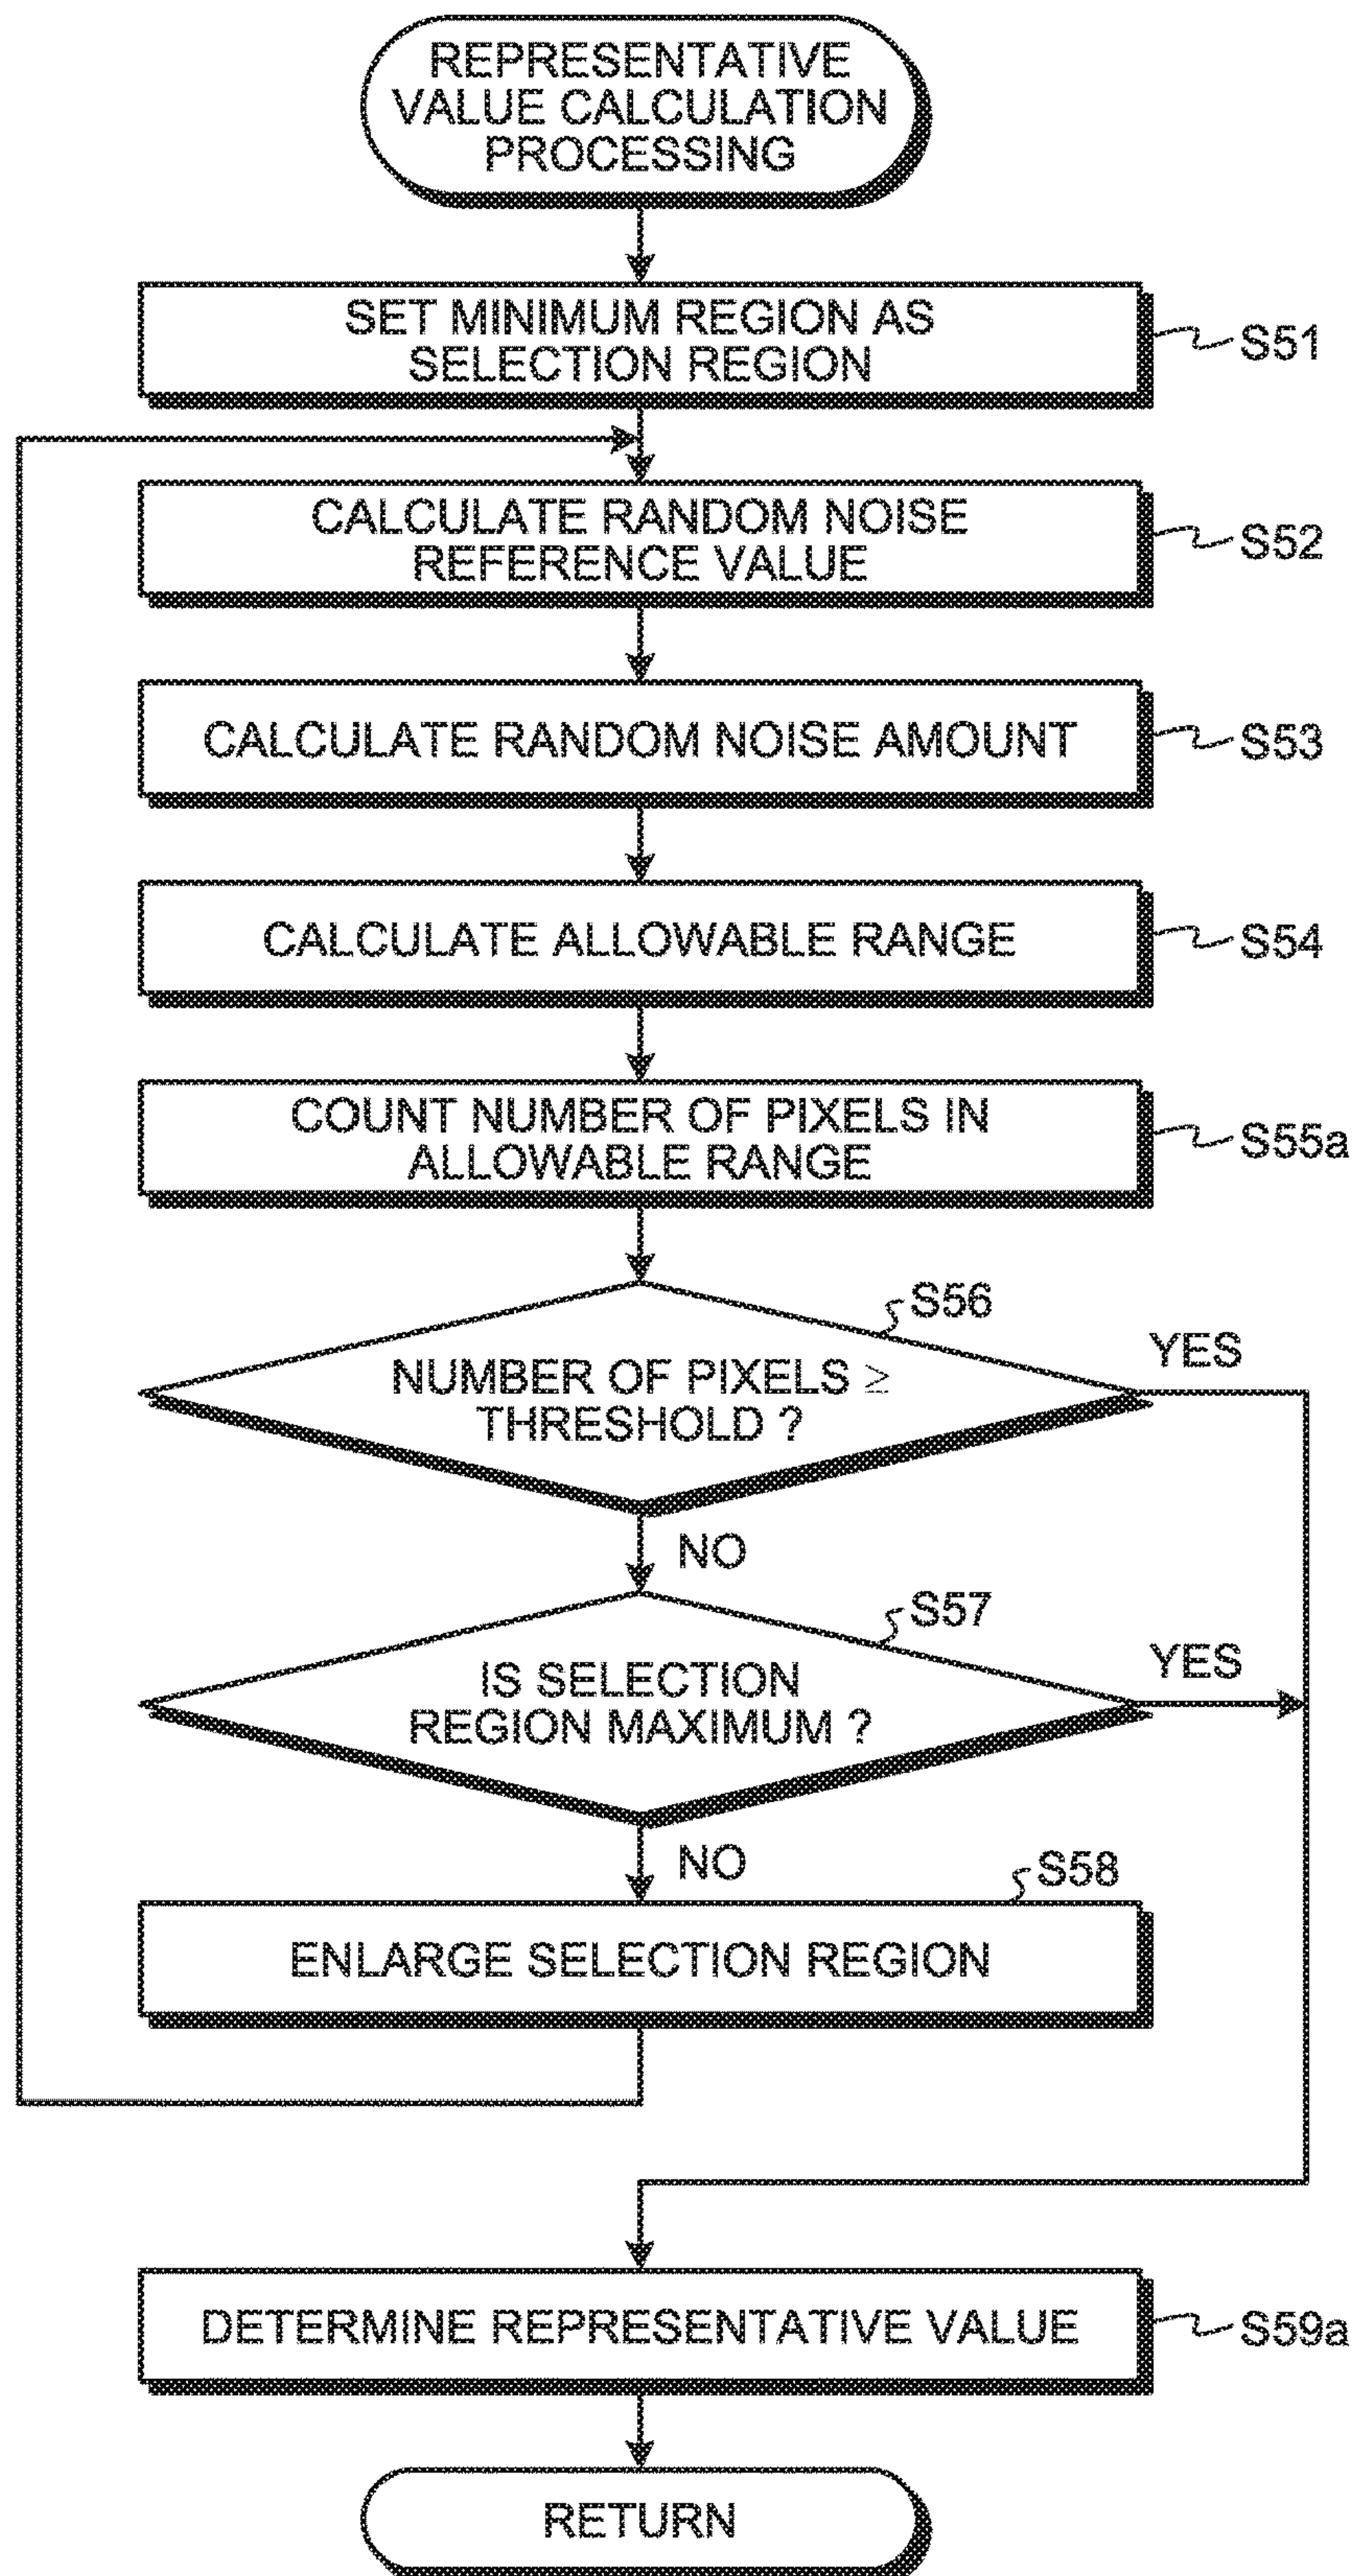 REPRESENTATIVE
VALUE CALCULATION
PROCESSING
SET MINIMUM REGION AS
SELECTION REGION
S51
CALCULATE RANDOM NOISE
REFERENCE VALUE
S52
CALCULATE RANDOM NOISE AMOUNT
S53
CALCULATE ALLOWABLE RANGE
S54
COUNT NUMBER OF PIXELS IN
ALLOWABLE RANGE
S55a
S56
YES
NUMBER OF PIXELS ≥
THRESHOLD ?
NO
S57
YES
IS SELECTION
REGION MAXIMUM ?
NO
S58
ENLARGE SELECTION REGION
DETERMINE REPRESENTATIVE VALUE
S59a
RETURN